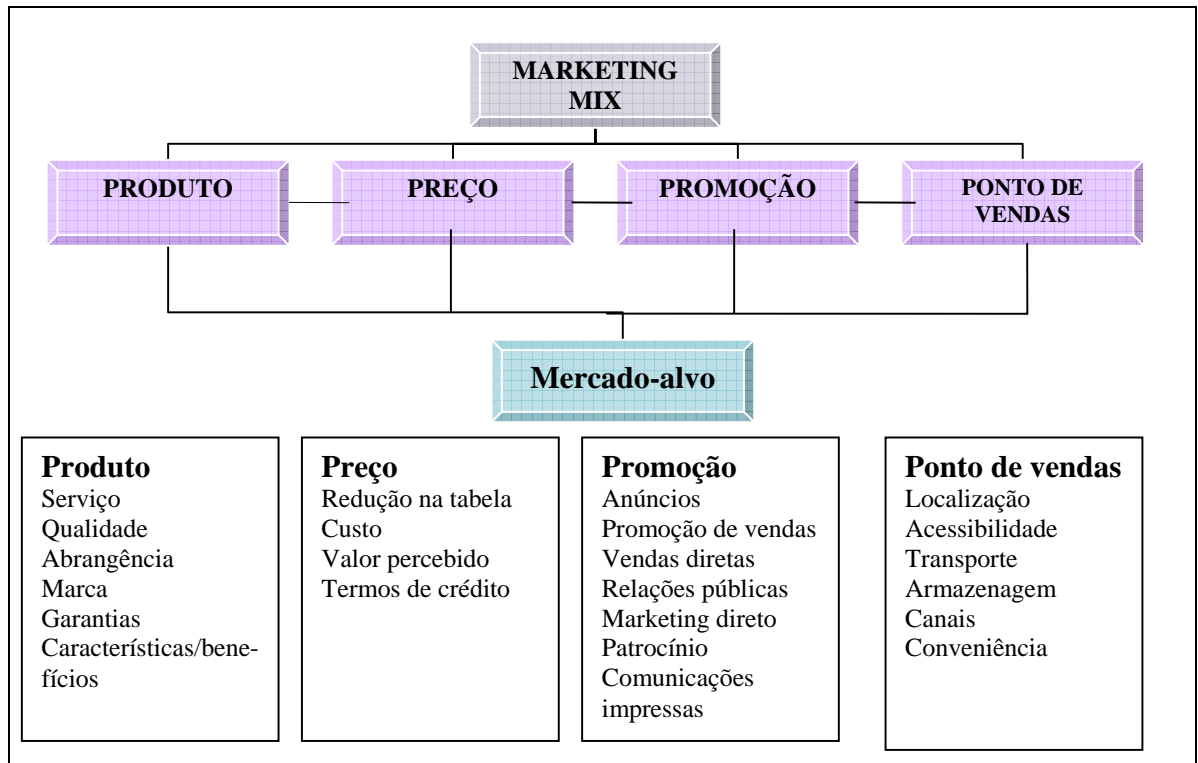 MARKETING
MIX
PRODUTO
PREÇO
PROMOÇÃO
PONTO DE
VENDAS
Mercado-alvo
Produto
Serviço
Qualidade
Abrangência
Marca
Garantias
Características/bene-
fícios
Preço
Redução na tabela
Custo
Valor percebido
Termos de crédito
Promoção
Anúncios
Promoção de vendas
Vendas diretas
Relações públicas
Marketing direto
Patrocínio
Comunicações
impressas
Ponto de vendas
Localização
Acessibilidade
Transporte
Armazenagem
Canais
Conveniência